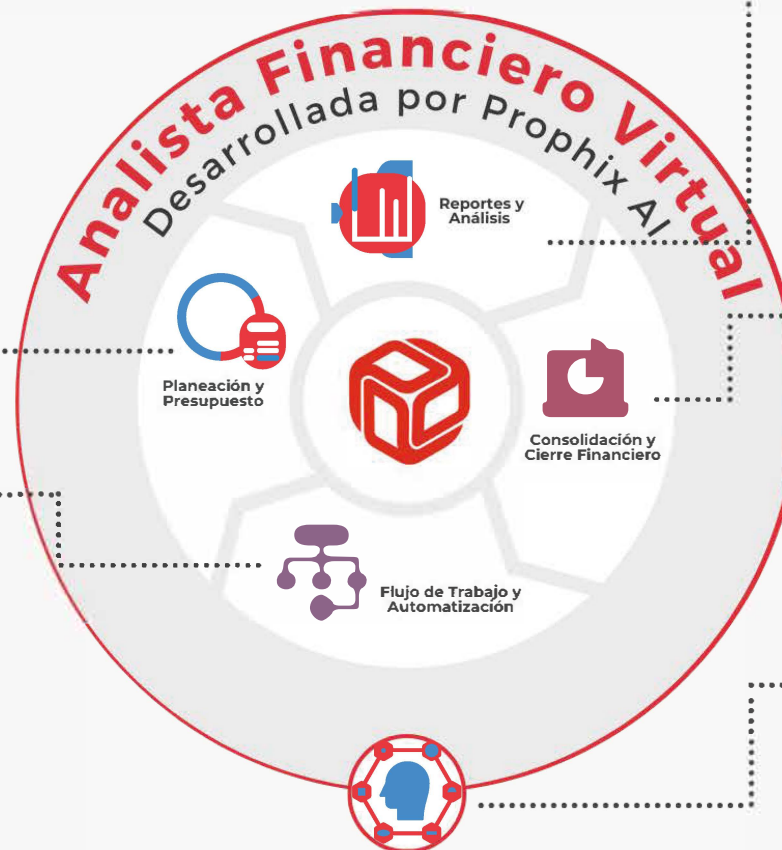 Analista Financiero Virtual
Desarrollada por Prophix AI
Reportes y
Análisis
Planeación y
Presupuesto
Consolidación y
Cierre Financiero
Flujo de Trabajo y
Automatización